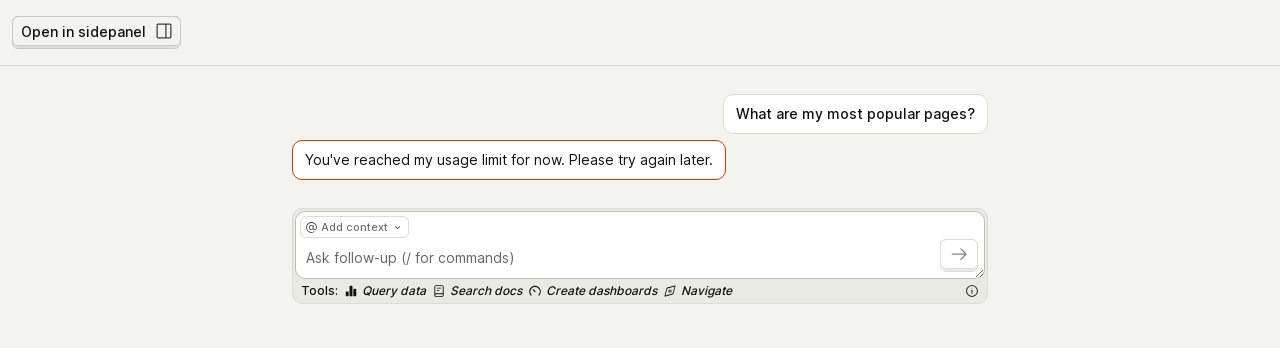 Open in sidepanel
What are my most popular pages?
You've reached my usage limit for now. Please try again later.
@ Add context
Ask follow-up (/ for commands)
Tools: Query data Search docs Create dashboards Navigate